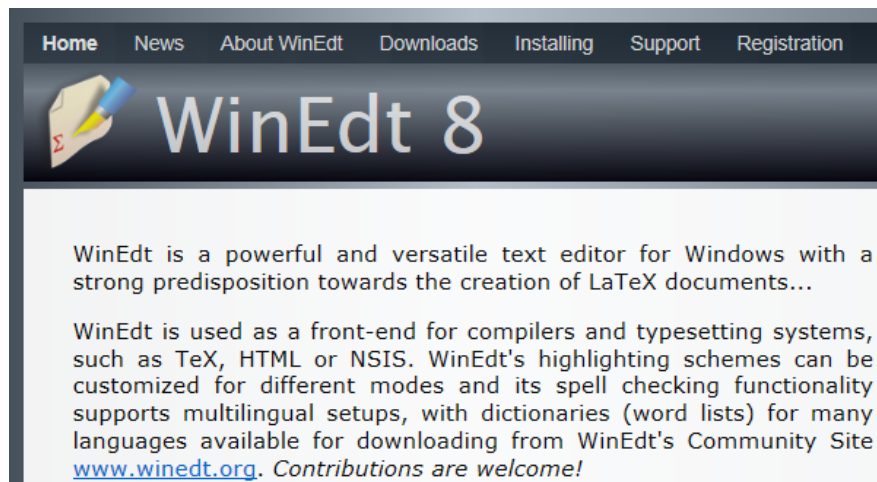 Home News About WinEdt Downloads Installing Support Registration
Σ
WinEdt 8
WinEdt is a powerful and versatile text editor for Windows with a
strong predisposition towards the creation of LaTeX documents...
WinEdt is used as a front-end for compilers and typesetting systems,
such as TeX, HTML or NSIS. WinEdt's highlighting schemes can be
customized for different modes and its spell checking functionality
supports multilingual setups, with dictionaries (word lists) for many
languages available for downloading from WinEdt's Community Site
www.winedt.org. Contributions are welcome!